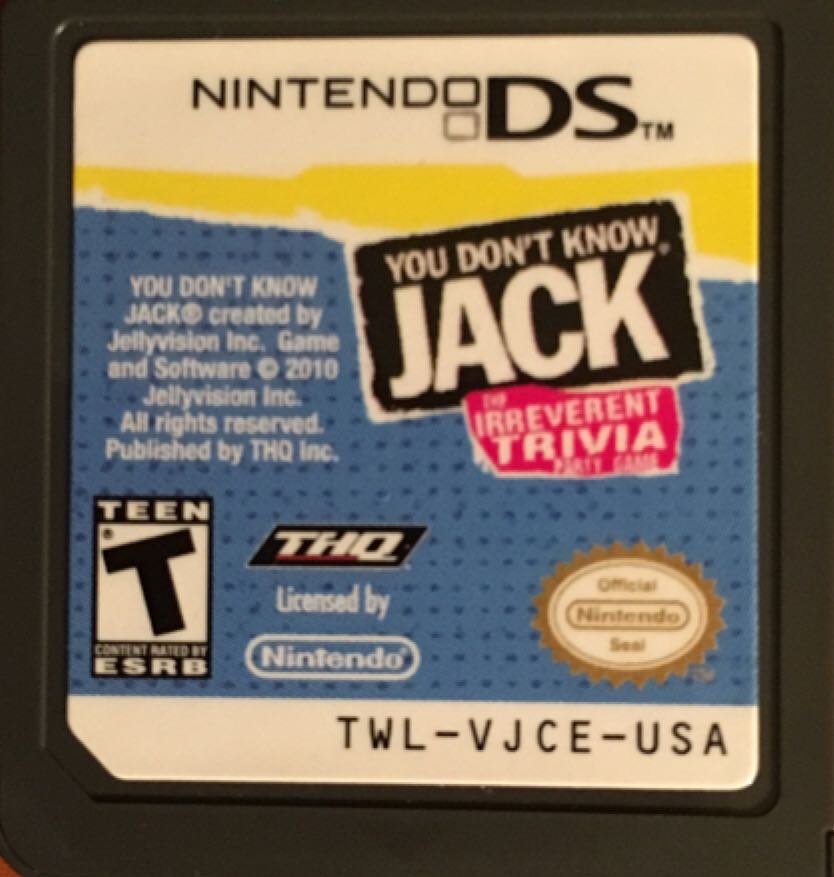 NINTENDO DS™
YOU DON'T KNOW®
JACK
THE
IRREVERENT
TRIVIA
PARTY GAME
YOU DON'T KNOW
JACK® created by
Jellyvision Inc. Game
and Software © 2010
Jellyvision Inc.
All rights reserved.
Published by THQ Inc.
TEEN
T
CONTENT RATED BY
ESRB
THQ
Licensed by
Nintendo®
Official
Nintendo
Seal
TWL-VJCE-USA